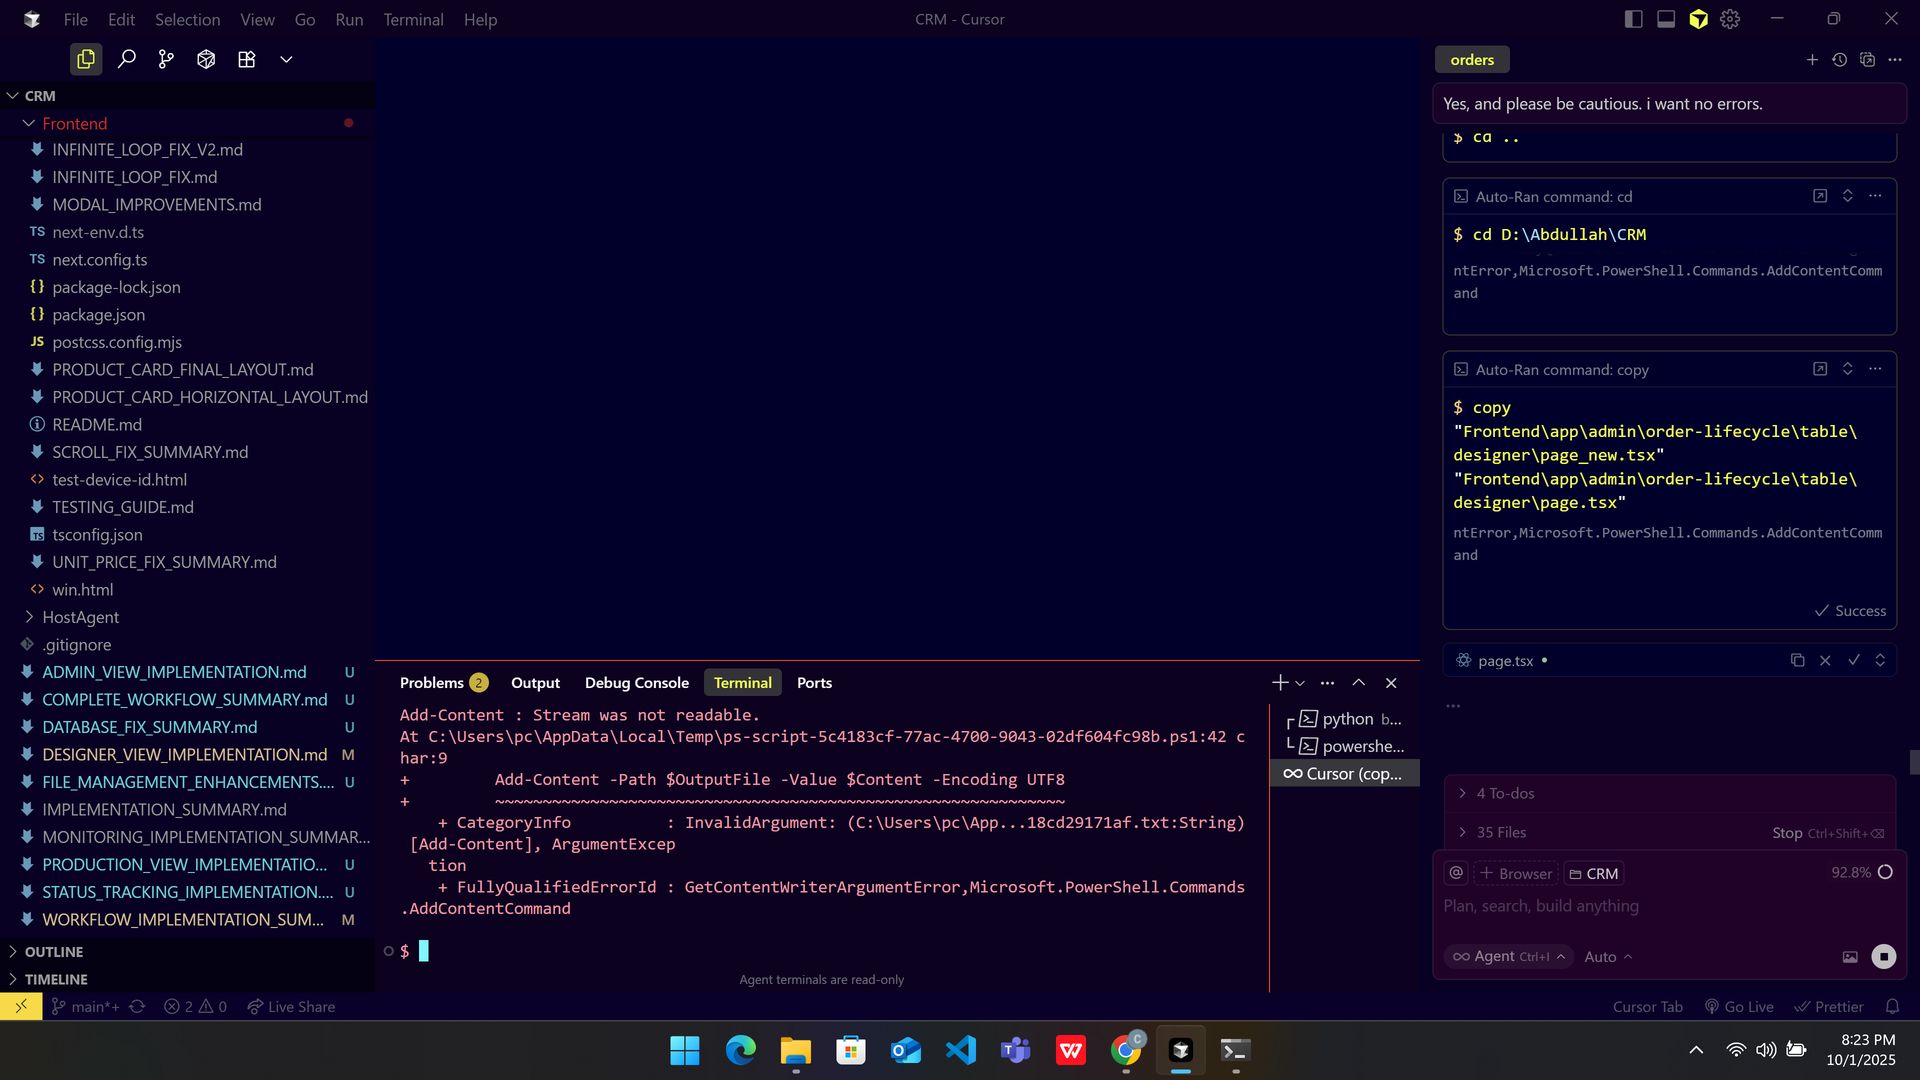 File Edit Selection View Go Run Terminal Help
CRM - Cursor
CRM
Frontend
INFINITE_LOOP_FIX_V2.md
INFINITE_LOOP_FIX.md
MODAL_IMPROVEMENTS.md
TS next-env.d.ts
TS next.config.ts
{} package-lock.json
{} package.json
JS postcss.config.mjs
PRODUCT_CARD_FINAL_LAYOUT.md
PRODUCT_CARD_HORIZONTAL_LAYOUT.md
README.md
SCROLL_FIX_SUMMARY.md
<> test-device-id.html
TESTING_GUIDE.md
TS tsconfig.json
UNIT_PRICE_FIX_SUMMARY.md
<> win.html
HostAgent
.gitignore
ADMIN_VIEW_IMPLEMENTATION.md U
COMPLETE_WORKFLOW_SUMMARY.md U
DATABASE_FIX_SUMMARY.md U
DESIGNER_VIEW_IMPLEMENTATION.md M
FILE_MANAGEMENT_ENHANCEMENTS.... U
IMPLEMENTATION_SUMMARY.md
MONITORING_IMPLEMENTATION_SUMMAR...
PRODUCTION_VIEW_IMPLEMENTATIO... U
STATUS_TRACKING_IMPLEMENTATION.... U
WORKFLOW_IMPLEMENTATION_SUM... M
OUTLINE
TIMELINE
Problems 2 Output Debug Console Terminal Ports
Add-Content : Stream was not readable.
At C:\Users\pc\AppData\Local\Temp\ps-script-5c4183cf-77ac-4700-9043-02df604fc98b.ps1:42 c
har:9
+         Add-Content -Path $OutputFile -Value $Content -Encoding UTF8
+         ~~~~~~~~~~~~~~~~~~~~~~~~~~~~~~~~~~~~~~~~~~~~~~~~~~~~~~~~~~~~
    + CategoryInfo          : InvalidArgument: (C:\Users\pc\App...18cd29171af.txt:String)
 [Add-Content], ArgumentExcep
   tion
    + FullyQualifiedErrorId : GetContentWriterArgumentError,Microsoft.PowerShell.Commands
.AddContentCommand
$
Agent terminals are read-only
python b...
powershe...
Cursor (cop...
orders
Yes, and please be cautious. i want no errors.
$ cd ..
Auto-Ran command: cd
$ cd D:\Abdullah\CRM
ntError,Microsoft.PowerShell.Commands.AddContentComm
and
Auto-Ran command: copy
$ copy
"Frontend\app\admin\order-lifecycle\table\
designer\page_new.tsx"
"Frontend\app\admin\order-lifecycle\table\
designer\page.tsx"
ntError,Microsoft.PowerShell.Commands.AddContentComm
and
Success
page.tsx
4 To-dos
35 Files Stop Ctrl+Shift+⌫
@ + Browser CRM 92.8%
Plan, search, build anything
∞ Agent Ctrl+I Auto
main*+ 2 0 Live Share
Cursor Tab Go Live Prettier
8:23 PM
10/1/2025